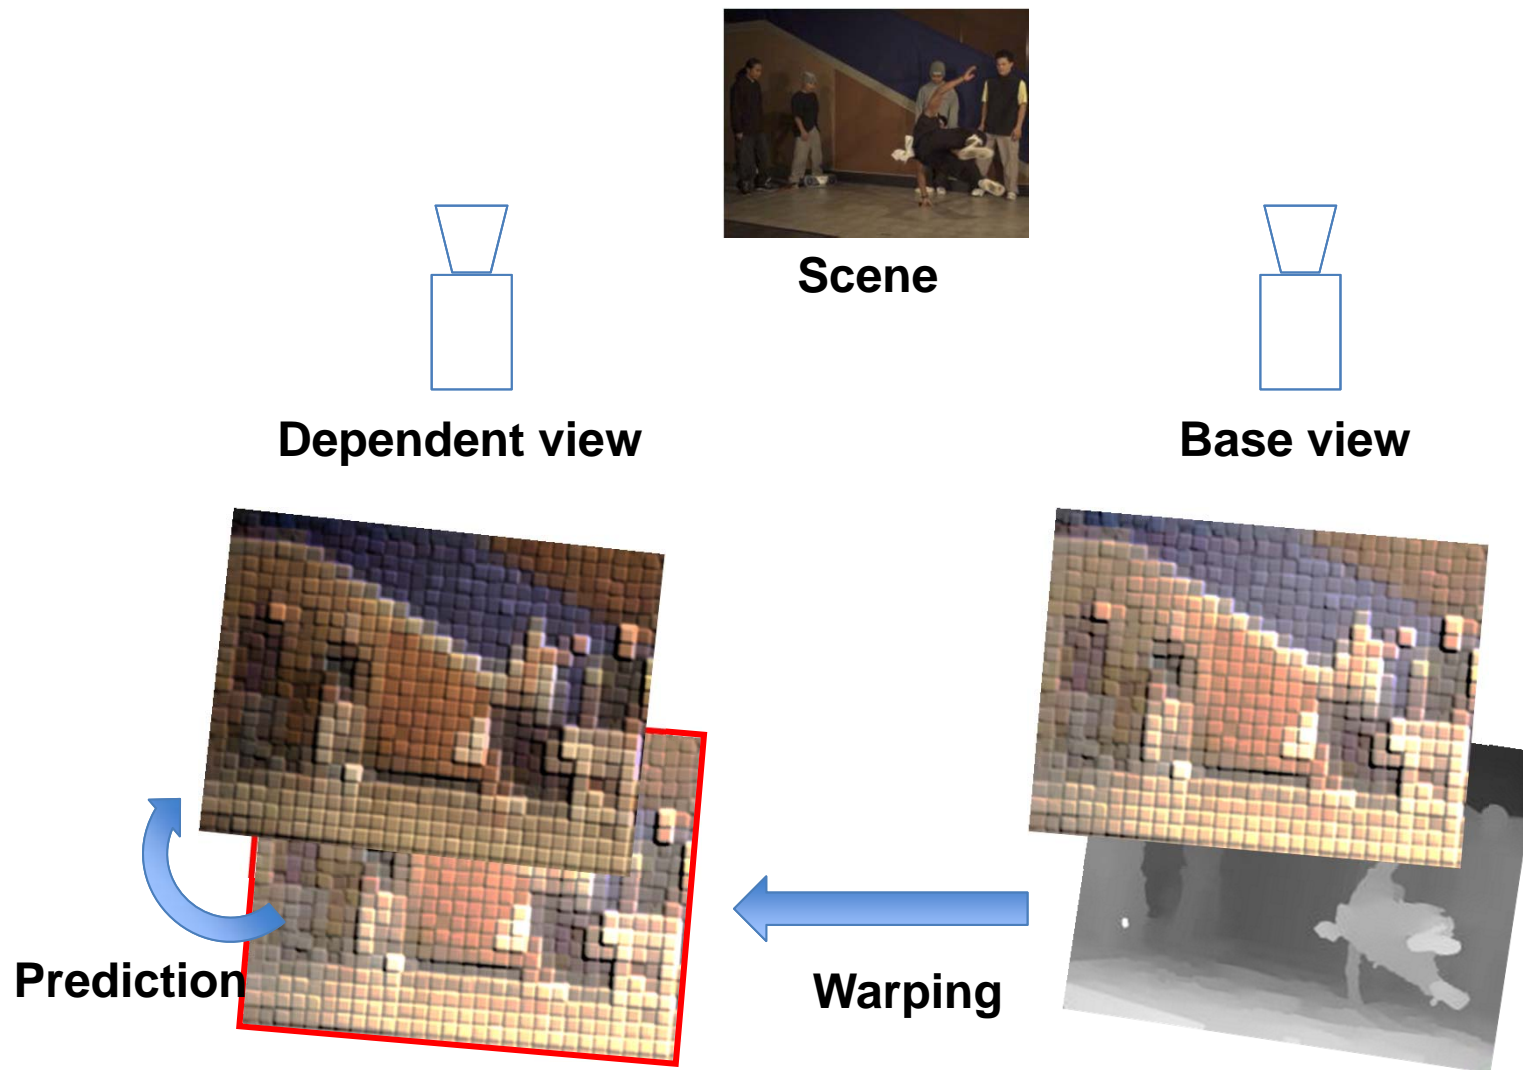 Scene
Dependent view
Base view
Prediction
Warping